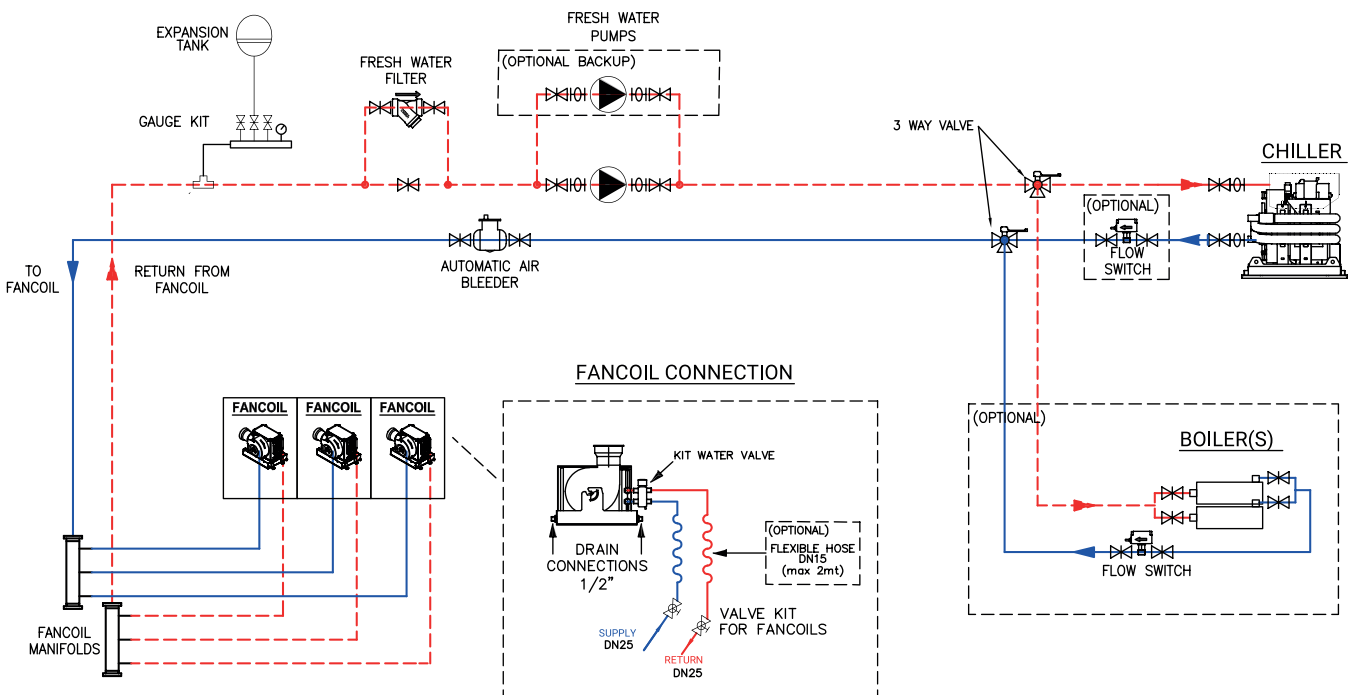 EXPANSION
TANK
GAUGE KIT
FRESH WATER
FILTER
FRESH WATER
PUMPS
(OPTIONAL BACKUP)
3 WAY VALVE
CHILLER
(OPTIONAL)
FLOW
SWITCH
TO
FANCOIL
RETURN FROM
FANCOIL
AUTOMATIC AIR
BLEEDER
FANCOIL
FANCOIL
FANCOIL
FANCOIL
MANIFOLDS
FANCOIL CONNECTION
KIT WATER VALVE
DRAIN
CONNECTIONS
1/2"
(OPTIONAL)
FLEXIBLE HOSE
DN15
(max 2mt)
VALVE KIT
FOR FANCOILS
SUPPLY
DN25
RETURN
DN25
(OPTIONAL)
BOILER(S)
FLOW SWITCH